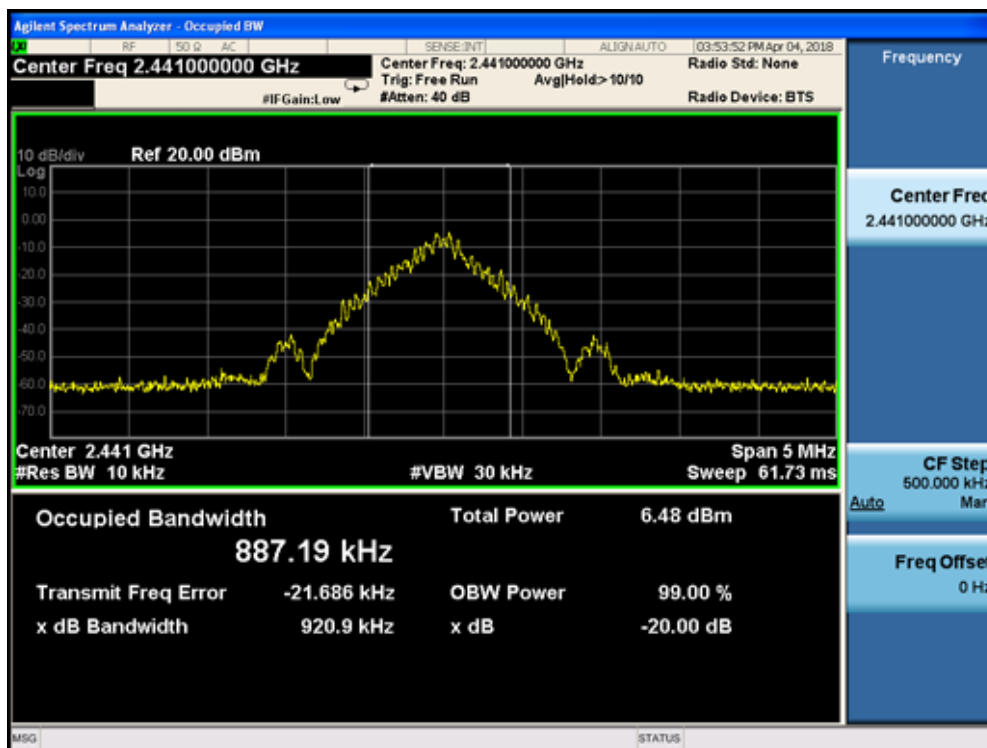 Agilent Spectrum Analyzer - Occupied BW
RF 50 Ω AC SENSE:INT ALIGNAUTO 03:53:52 PM Apr 04, 2018
Center Freq 2.441000000 GHz
Center Freq: 2.441000000 GHz Radio Std: None
Trig: Free Run Avg|Hold:> 10/10
#IFGain:Low #Atten: 40 dB Radio Device: BTS
10 dB/div Ref 20.00 dBm
Log
10.0
0.00
-10.0
-20.0
-30.0
-40.0
-50.0
-60.0
-70.0
Center 2.441 GHz Span 5 MHz
#Res BW 10 kHz #VBW 30 kHz Sweep 61.73 ms
Occupied Bandwidth Total Power 6.48 dBm
887.19 kHz
Transmit Freq Error -21.686 kHz OBW Power 99.00 %
x dB Bandwidth 920.9 kHz x dB -20.00 dB
MSG STATUS
Frequency
Center Freq
2.441000000 GHz
CF Step
500.000 kHz
Auto Man
Freq Offset
0 Hz